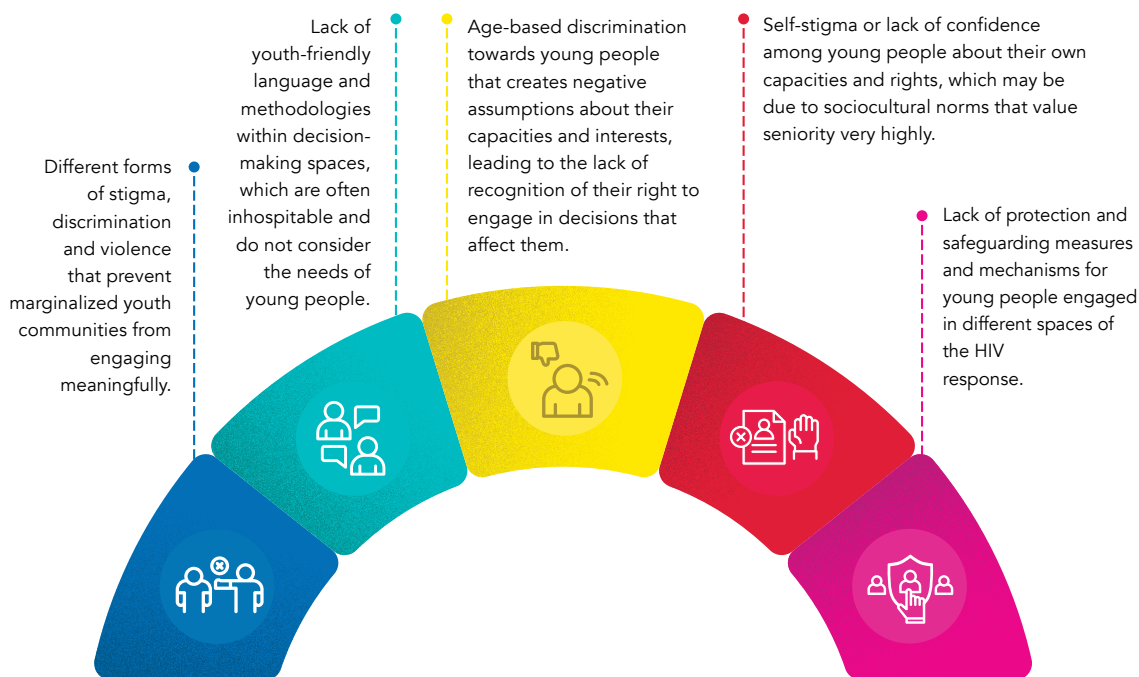 Different forms
of stigma,
discrimination
and violence
that prevent
marginalized youth
communities from
engaging
meaningfully.
Lack of
youth-friendly
language and
methodologies
within decision-
making spaces,
which are often
inhospitable and
do not consider
the needs of
young people.
Age-based discrimination
towards young people
that creates negative
assumptions about their
capacities and interests,
leading to the lack of
recognition of their right to
engage in decisions that
affect them.
Self-stigma or lack of confidence
among young people about their own
capacities and rights, which may be
due to sociocultural norms that value
seniority very highly.
Lack of protection and
safeguarding measures
and mechanisms for
young people engaged
in different spaces of
the HIV
response.